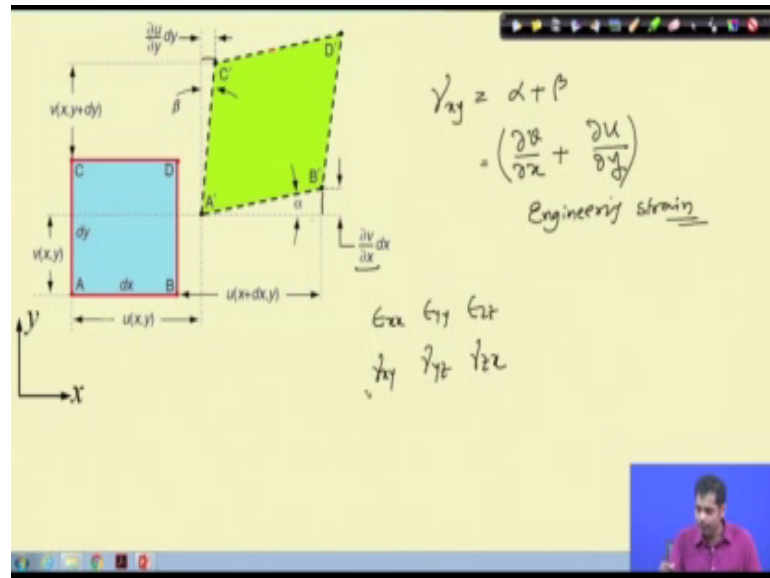 ∂u/∂y dy
C'
D'
β
v(x,y+dy)
C D
A'
B'
α
dy
v(x,y)
∂v/∂x dx
A dx B
u(x+dx,y)
u(x,y)
y
x
γxy = α+β
= (∂v/∂x + ∂u/∂y)
Engineering strain
ϵxx ϵyy ϵzz
γxy γyz γzx